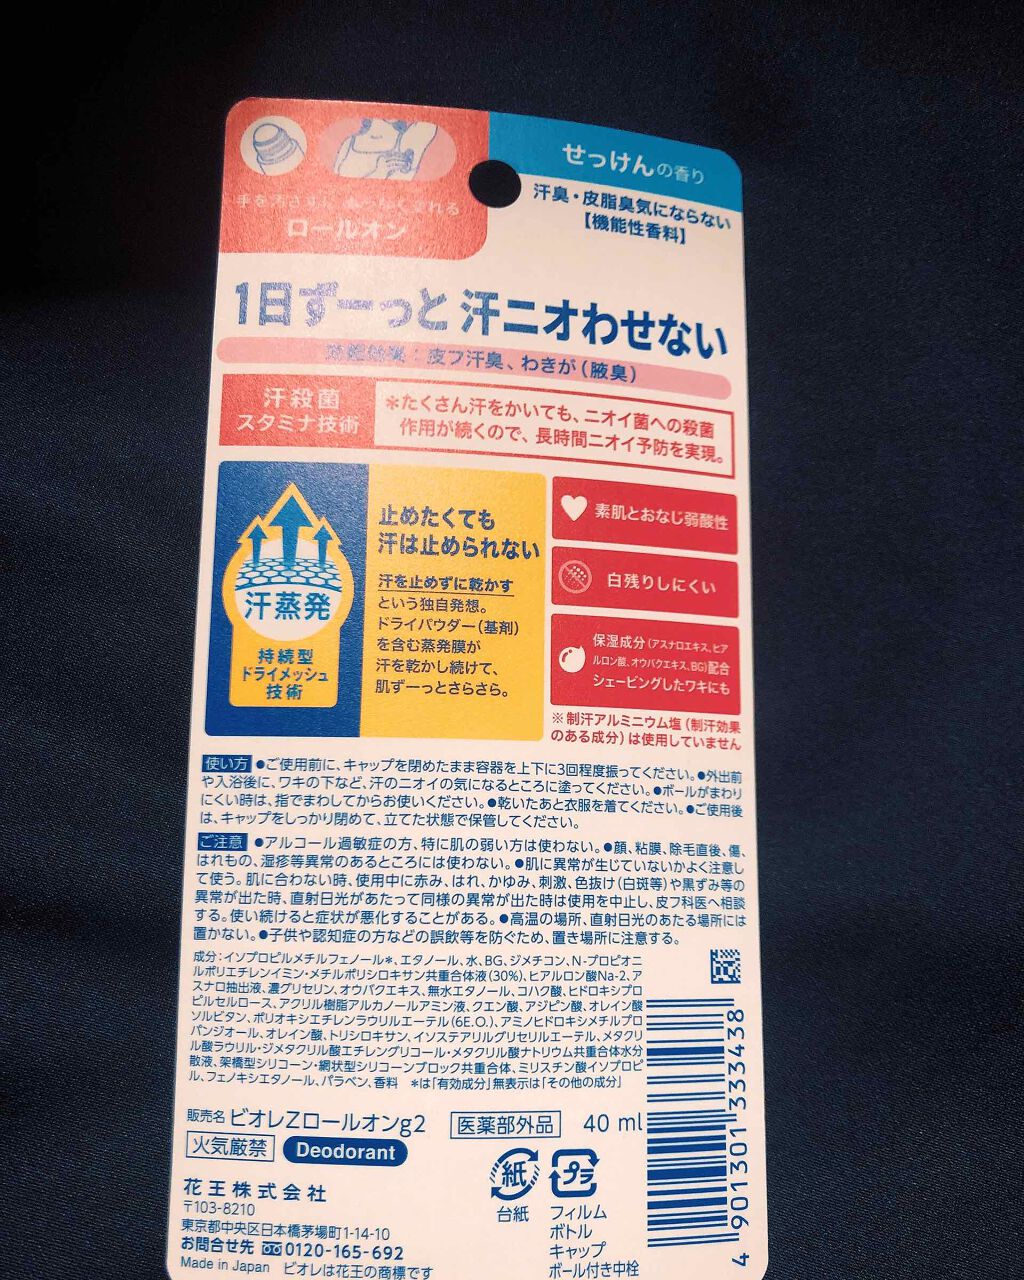 せっけんの香り
汗臭・皮脂臭気にならない
【機能性香料】
手を汚さず
ロールオン
1日ずーっと 汗ニオわせない
効能効果：皮フ汗臭、わきが（腋臭）
汗殺菌
スタミナ技術
＊たくさん汗をかいても、ニオイ菌への殺菌
作用が続くので、長時間ニオイ予防を実現。
汗蒸発
持続型
ドライメッシュ
技術
止めたくても
汗は止められない
汗を止めずに乾かす
という独自発想。
ドライパウダー（基剤）
を含む蒸発膜が
汗を乾かし続けて、
肌ずーっとさらさら。
素肌とおなじ弱酸性
白残りしにくい
保湿成分（アスナロエキス、ヒア
ルロン酸、オウバクエキス、BG）配合
シェービングしたワキにも
※ 制汗アルミニウム塩（制汗効果
のある成分）は使用していません
使い方 ●ご使用前に、キャップを閉めたまま容器を上下に3回程度振ってください。●外出前
や入浴後に、ワキの下など、汗のニオイの気になるところに塗ってください。●ボールがまわり
にくい時は、指でまわしてからお使いください。●乾いたあと衣服を着てください。●ご使用後
は、キャップをしっかり閉めて、立てた状態で保管してください。
ご注意 ●アルコール過敏症の方、特に肌の弱い方は使わない。●顔、粘膜、除毛直後、傷、
はれもの、湿疹等異常のあるところには使わない。●肌に異常が生じていないかよく注意し
て使う。肌に合わない時、使用中に赤み、はれ、かゆみ、刺激、色抜け（白斑等）や黒ずみ等の
異常が出た時、直射日光があたって同様の異常が出た時は使用を中止し、皮フ科医へ相談
する。使い続けると症状が悪化することがある。●高温の場所、直射日光のあたる場所には
置かない。●子供や認知症の方などの誤飲等を防ぐため、置き場所に注意する。
成分：イソプロピルメチルフェノール＊、エタノール、水、BG、ジメチコン、N-プロピオニ
ルポリエチレンイミン・メチルポリシロキサン共重合体液（30%）、ヒアルロン酸Na-2、ア
スナロ抽出液、濃グリセリン、オウバクエキス、無水エタノール、コハク酸、ヒドロキシプロ
ピルセルロース、アクリル樹脂アルカノールアミン液、クエン酸、アジピン酸、オレイン酸
ソルビタン、ポリオキシエチレンラウリルエーテル（6E.O.）、アミノヒドロキシメチルプロ
パンジオール、オレイン酸、トリシロキサン、イソステアリルグリセリルエーテル、メタクリ
ル酸ラウリル・ジメタクリル酸エチレングリコール・メタクリル酸ナトリウム共重合体水分
散液、架橋型シリコーン・網状型シリコーンブロック共重合体、ミリスチン酸イソプロピ
ル、フェノキシエタノール、パラベン、香料 ＊は「有効成分」無表示は「その他の成分」
販売名 ビオレZロールオンg2 医薬部外品 40 ml
火気厳禁 Deodorant
花王株式会社
〒103-8210
東京都中央区日本橋茅場町1-14-10
お問合せ先 0120-165-692
Made in Japan ビオレは花王の商標です
紙
台紙
プラ
フィルム
ボトル
キャップ
ボール付き中栓
4 901301 333438